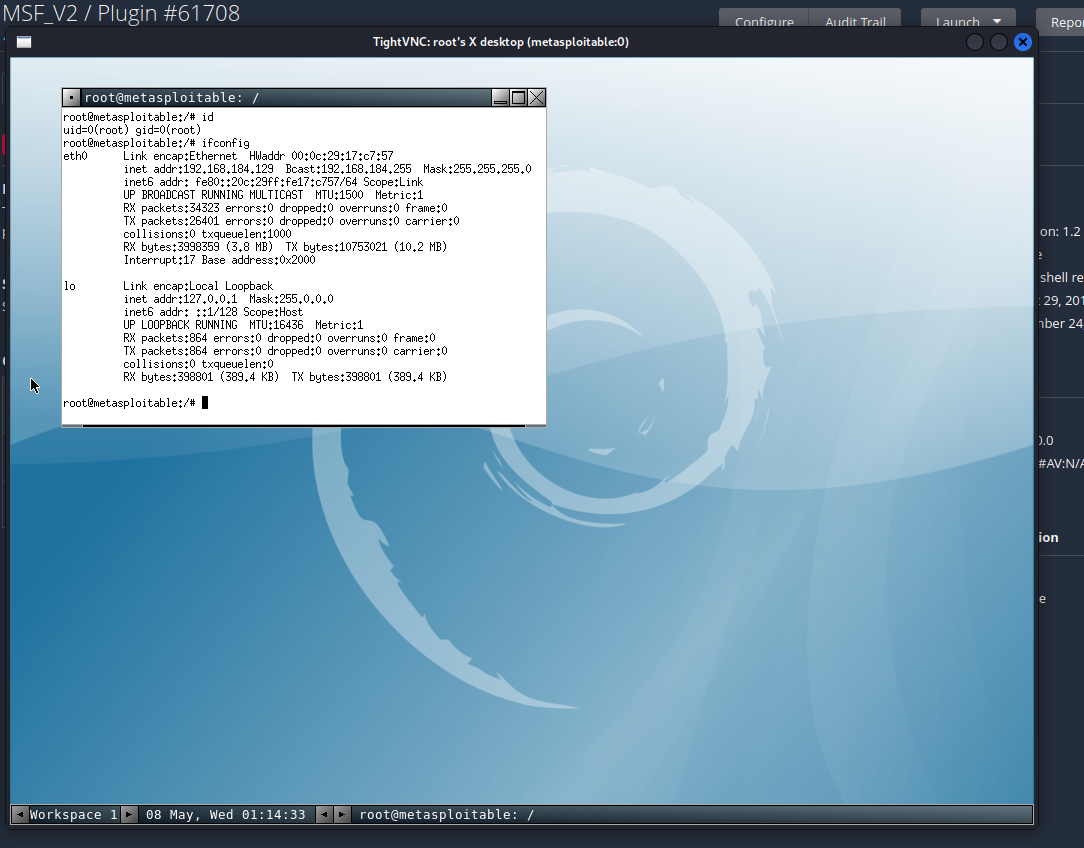 MSF_V2 / Plugin #61708
Configure Audit Trail Launch
TightVNC: root's X desktop (metasploitable:0)
root@metasploitable: /
root@metasploitable:/# id
uid=0(root) gid=0(root)
root@metasploitable:/# ifconfig
eth0 Link encap:Ethernet HWaddr 00:0c:29:17:c7:57
inet addr:192.168.184.129 Bcast:192.168.184.255 Mask:255.255.255.0
inet6 addr: fe80::20c:29ff:fe17:c757/64 Scope:Link
UP BROADCAST RUNNING MULTICAST MTU:1500 Metric:1
RX packets:34323 errors:0 dropped:0 overruns:0 frame:0
TX packets:26401 errors:0 dropped:0 overruns:0 carrier:0
collisions:0 txqueuelen:1000
RX bytes:3998359 (3.8 MB) TX bytes:10753021 (10.2 MB)
Interrupt:17 Base address:0x2000
lo Link encap:Local Loopback
inet addr:127.0.0.1 Mask:255.0.0.0
inet6 addr: ::1/128 Scope:Host
UP LOOPBACK RUNNING MTU:16436 Metric:1
RX packets:864 errors:0 dropped:0 overruns:0 frame:0
TX packets:864 errors:0 dropped:0 overruns:0 carrier:0
collisions:0 txqueuelen:0
RX bytes:398801 (389.4 KB) TX bytes:398801 (389.4 KB)
root@metasploitable:/#
on: 1.2
shell re
29, 201
nber 24
0.0
#AV:N/A
ion
e
Workspace 1 08 May, Wed 01:14:33 root@metasploitable: /